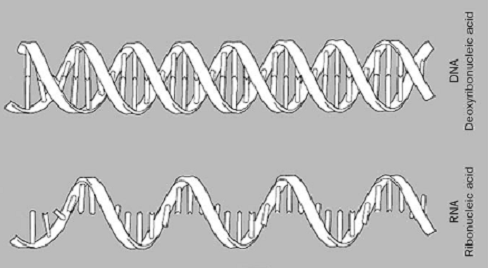 DNA
Deoxyribonucleic acid
RNA
Ribonucleic acid